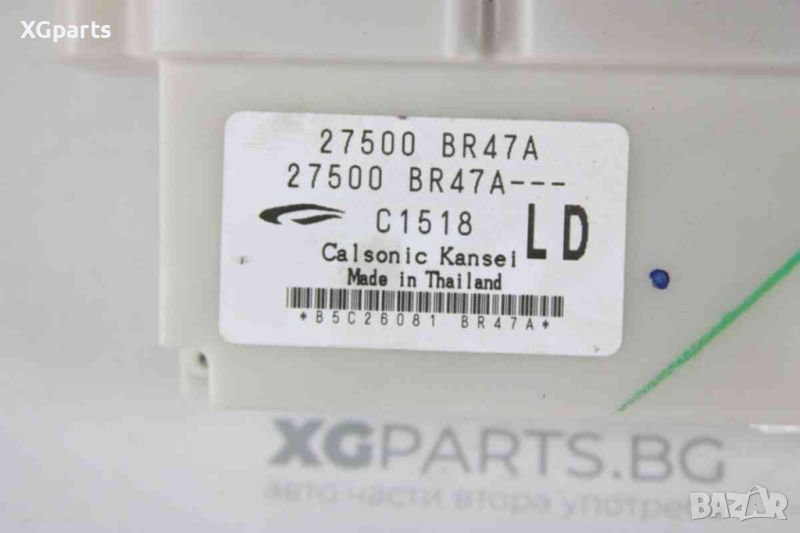 XGparts
27500 BR47A
27500 BR47A---
C1518
LD
Calsonic Kansei
Made in Thailand
*B5C26081 BR47A*
XGPARTS.BG
авто части втора употреб
BAZAR